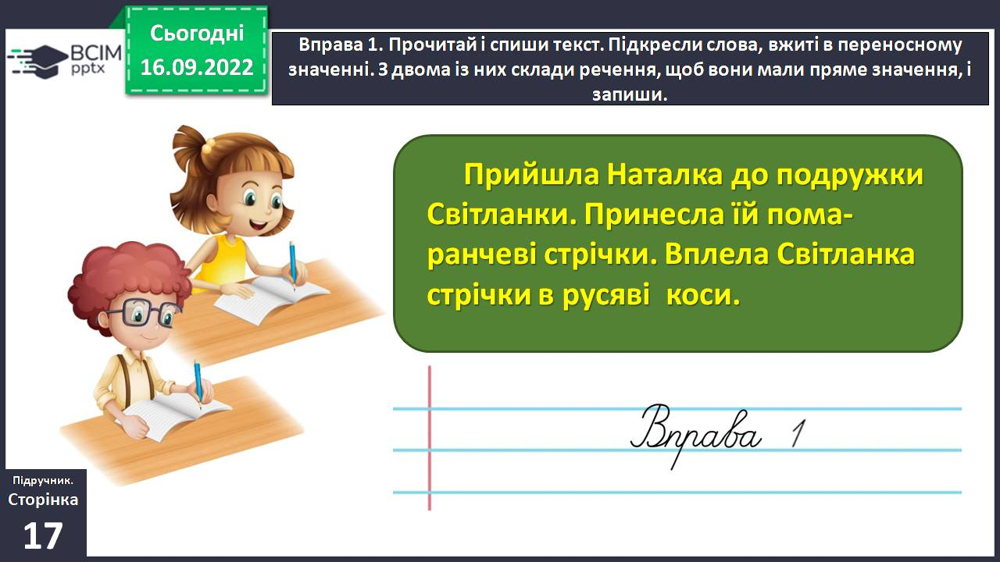 Сьогодні
16.09.2022
ВСІМ
pptx
Вправа 1. Прочитай і спиши текст. Підкресли слова, вжиті в переносному
значенні. З двома із них склади речення, щоб вони мали пряме значення, і
запиши.
Прийшла Наталка до подружки
Світланки. Принесла їй пома-
ранчеві стрічки. Вплела Світланка
стрічки в русяві коси.
Вправа 1
Підручник.
Сторінка
17